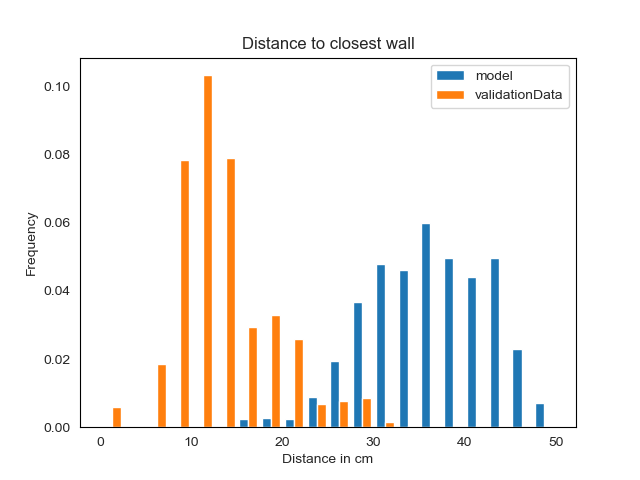 Distance to closest wall
model
validationData
0.10
0.08
0.06
0.04
0.02
0.00
Frequency
0 10 20 30 40 50
Distance in cm